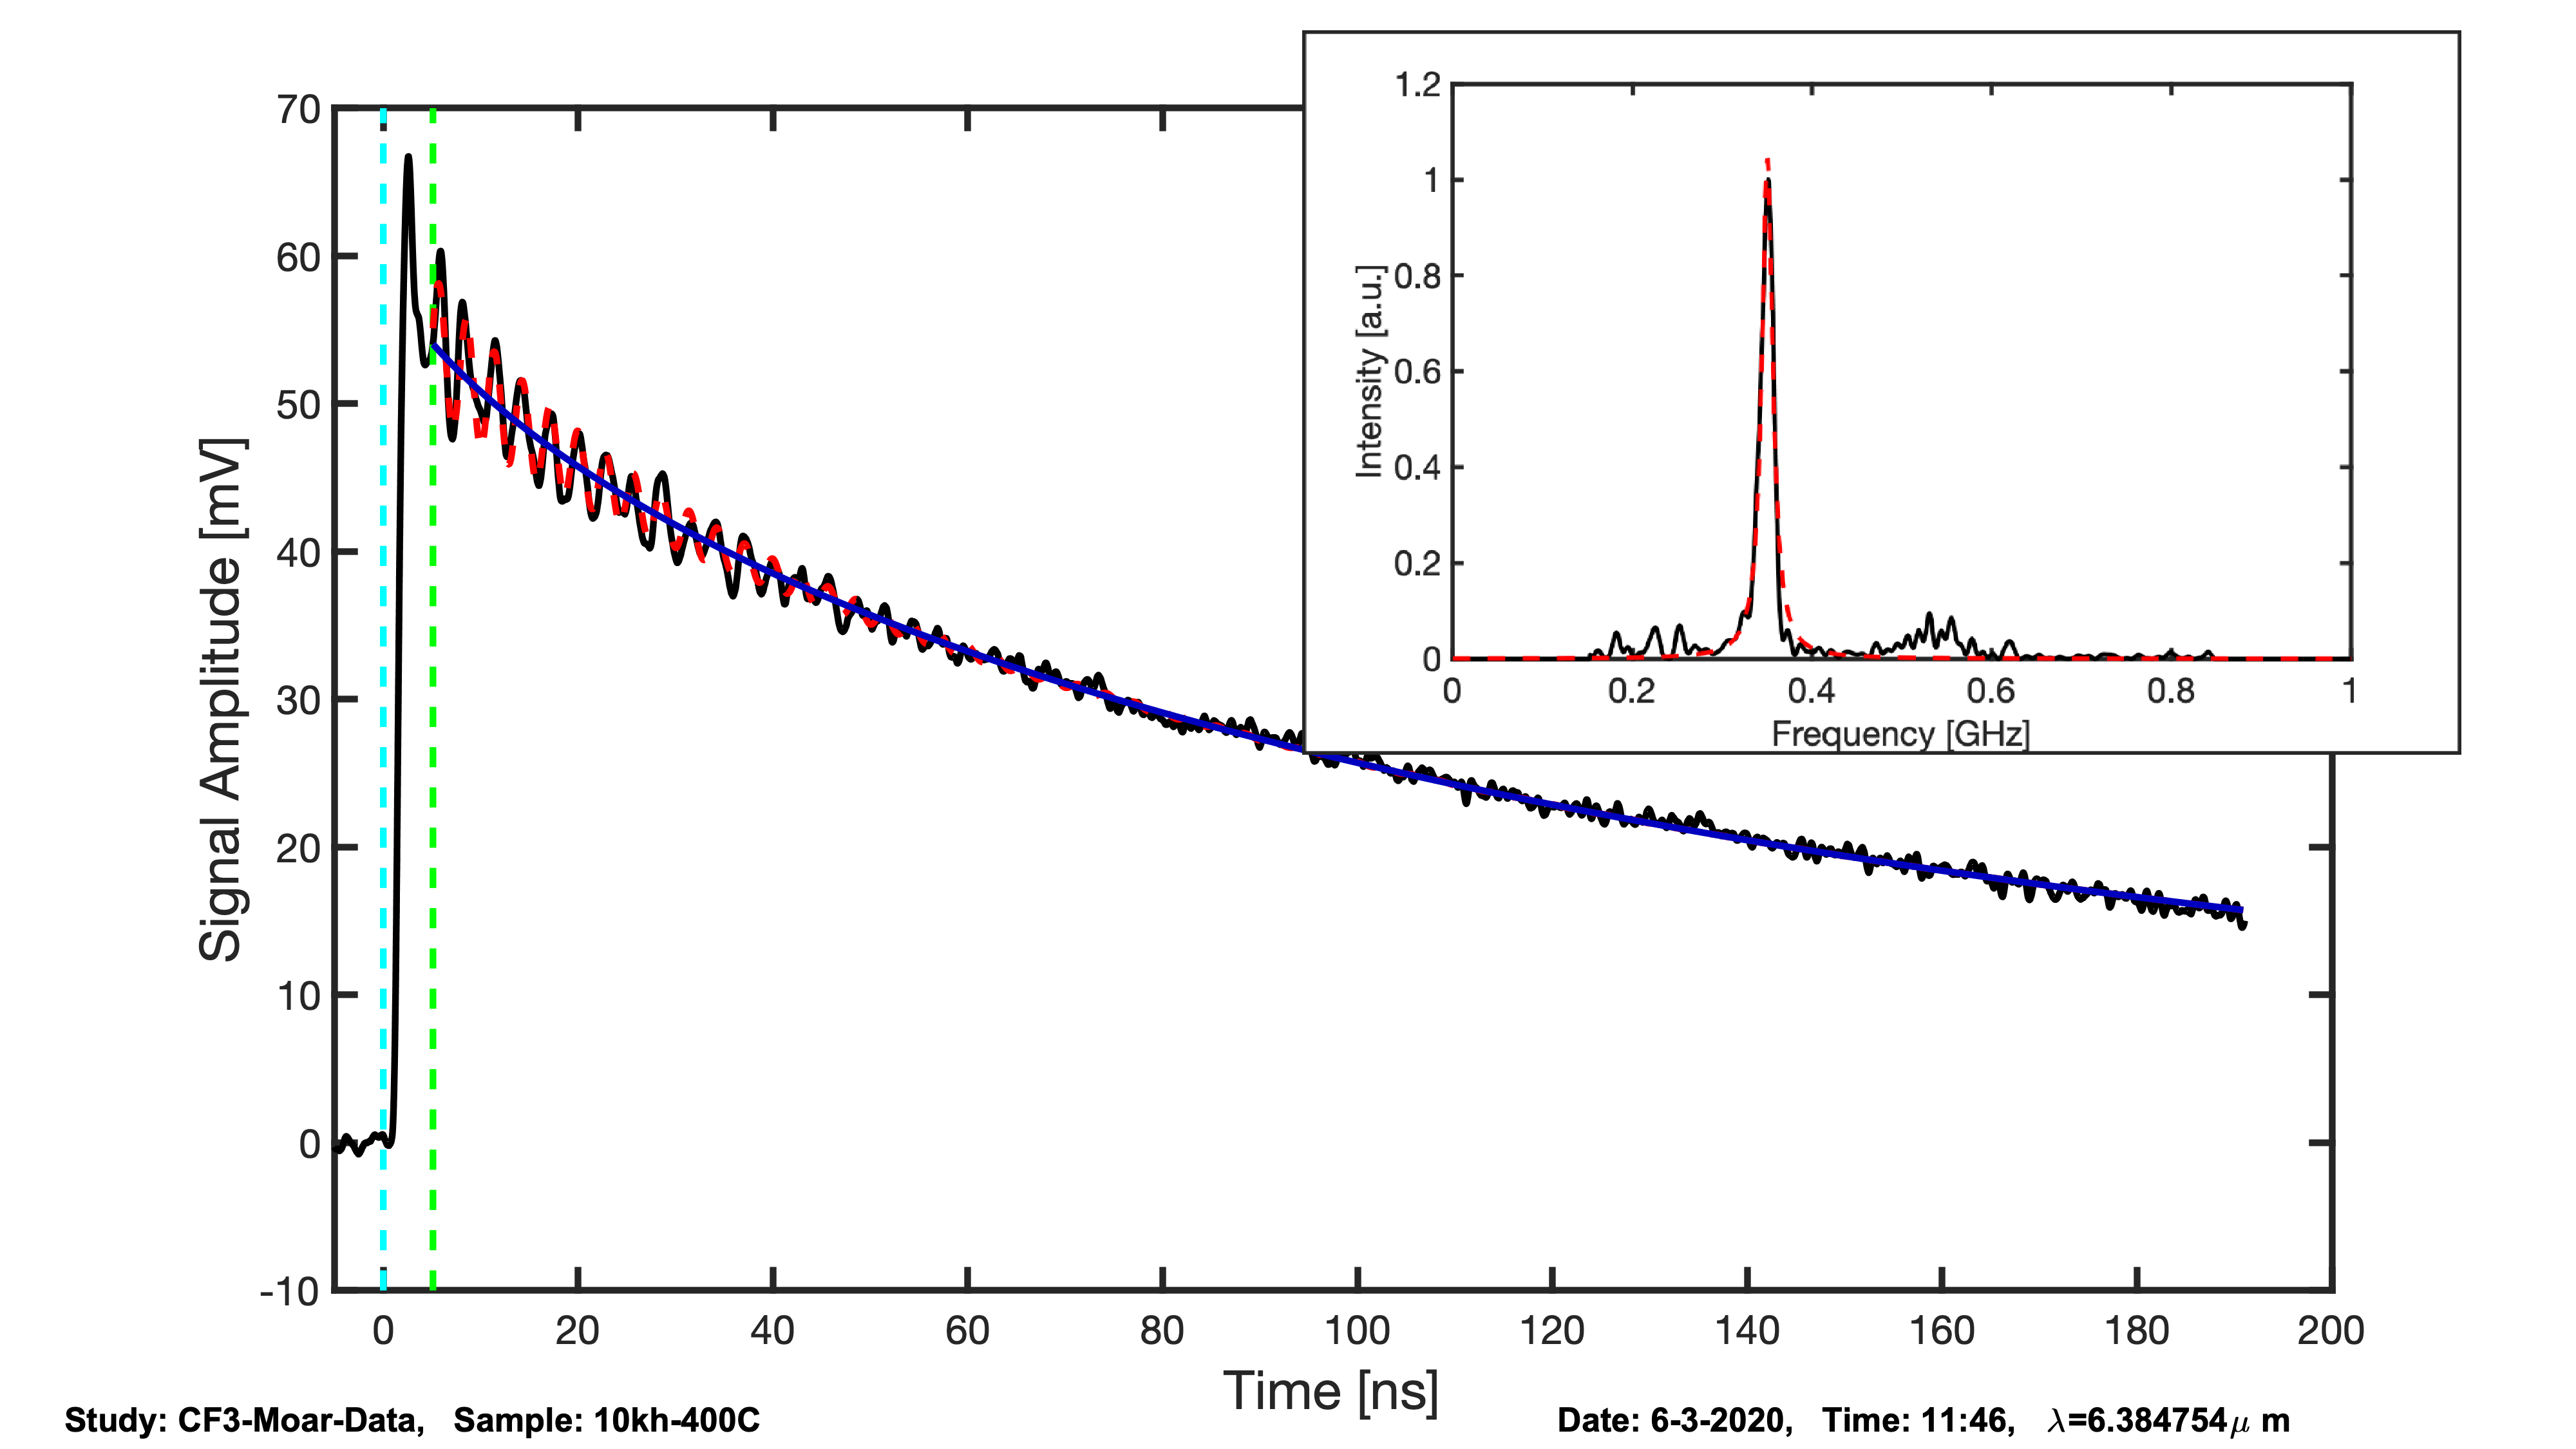 1.2
1
0.8
0.6
0.4
0.2
0
0 0.2 0.4 0.6 0.8 1
Intensity [a.u.]
Frequency [GHz]
70
60
50
40
30
20
10
0
-10
Signal Amplitude [mV]
0 20 40 60 80 100 120 140 160 180 200
Time [ns]
Study: CF3-Moar-Data, Sample: 10kh-400C
Date: 6-3-2020, Time: 11:46, λ=6.384754μ m